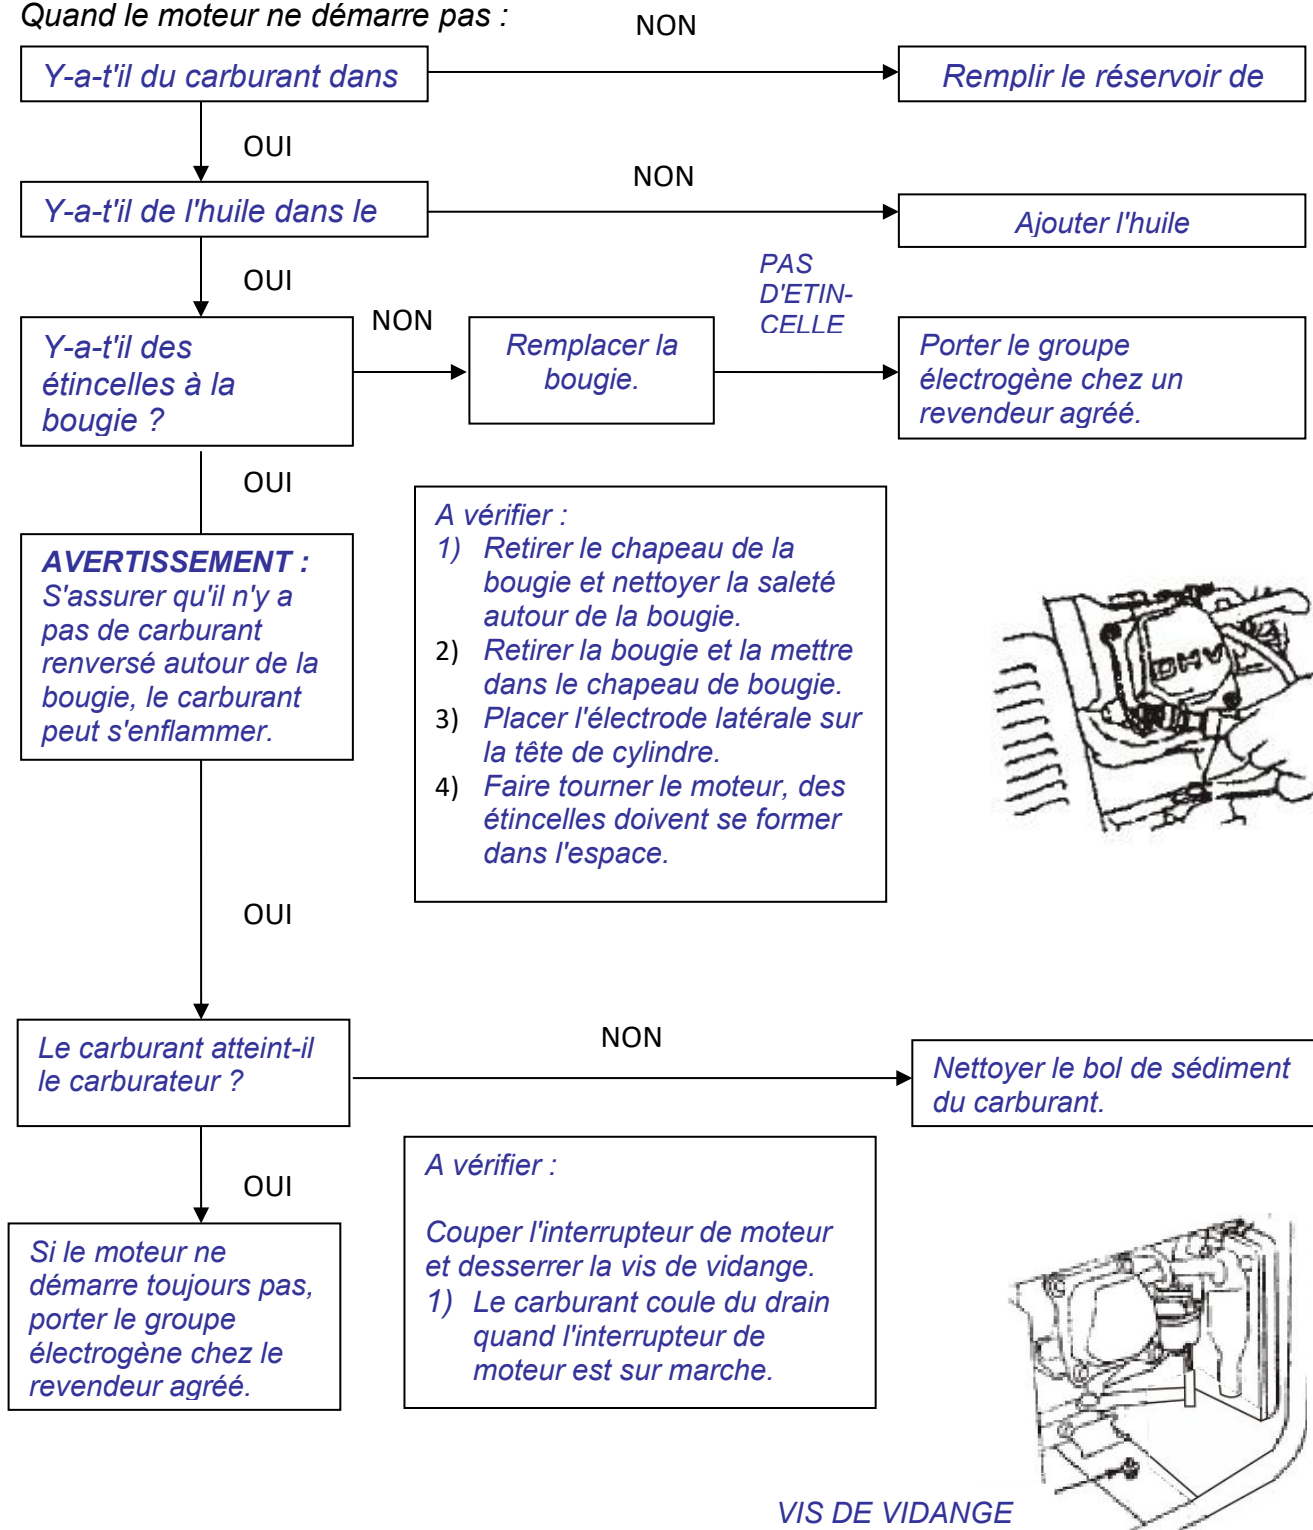 Quand le moteur ne démarre pas :
NON
Y-a-t'il du carburant dans
Remplir le réservoir de
OUI
NON
Y-a-t'il de l'huile dans le
Ajouter l'huile
OUI
PAS
D'ETIN-
CELLE
NON
Y-a-t'il des
étincelles à la
bougie ?
Remplacer la
bougie.
Porter le groupe
électrogène chez un
revendeur agréé.
OUI
AVERTISSEMENT :
S'assurer qu'il n'y a
pas de carburant
renversé autour de la
bougie, le carburant
peut s'enflammer.
A vérifier :
1) Retirer le chapeau de la
bougie et nettoyer la saleté
autour de la bougie.
2) Retirer la bougie et la mettre
dans le chapeau de bougie.
3) Placer l'électrode latérale sur
la tête de cylindre.
4) Faire tourner le moteur, des
étincelles doivent se former
dans l'espace.
OHV
OUI
Le carburant atteint-il
le carburateur ?
NON
Nettoyer le bol de sédiment
du carburant.
OUI
A vérifier :
Couper l'interrupteur de moteur
et desserrer la vis de vidange.
1) Le carburant coule du drain
quand l'interrupteur de
moteur est sur marche.
Si le moteur ne
démarre toujours pas,
porter le groupe
électrogène chez le
revendeur agréé.
VIS DE VIDANGE